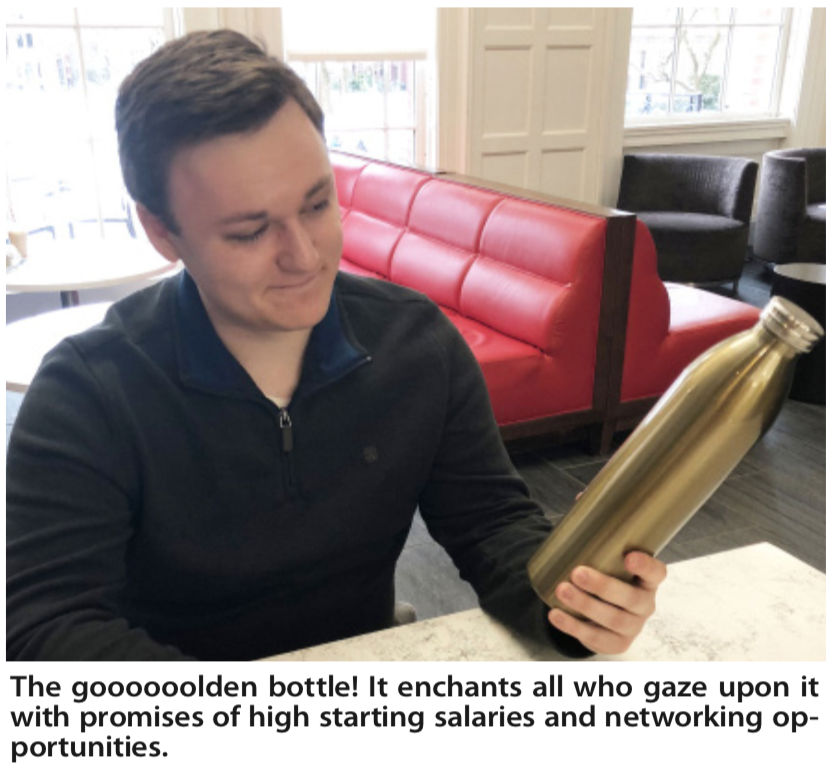 The goooooolden bottle! It enchants all who gaze upon it
with promises of high starting salaries and networking op-
portunities.